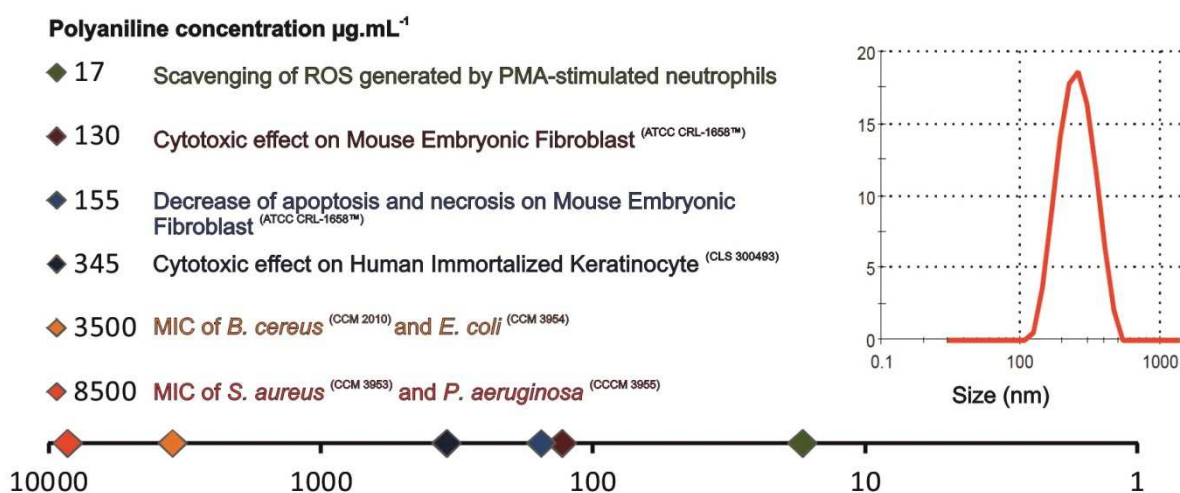 Polyaniline concentration µg.mL⁻¹
17 Scavenging of ROS generated by PMA-stimulated neutrophils
130 Cytotoxic effect on Mouse Embryonic Fibroblast (ATCC CRL-1658™)
155 Decrease of apoptosis and necrosis on Mouse Embryonic
Fibroblast (ATCC CRL-1658™)
345 Cytotoxic effect on Human Immortalized Keratinocyte (CLS 300493)
3500 MIC of B. cereus (CCM 2010) and E. coli (CCM 3954)
8500 MIC of S. aureus (CCM 3953) and P. aeruginosa (CCCM 3955)
10000 1000 100 10 1
20
15
10
5
0
0.1 100 1000
Size (nm)